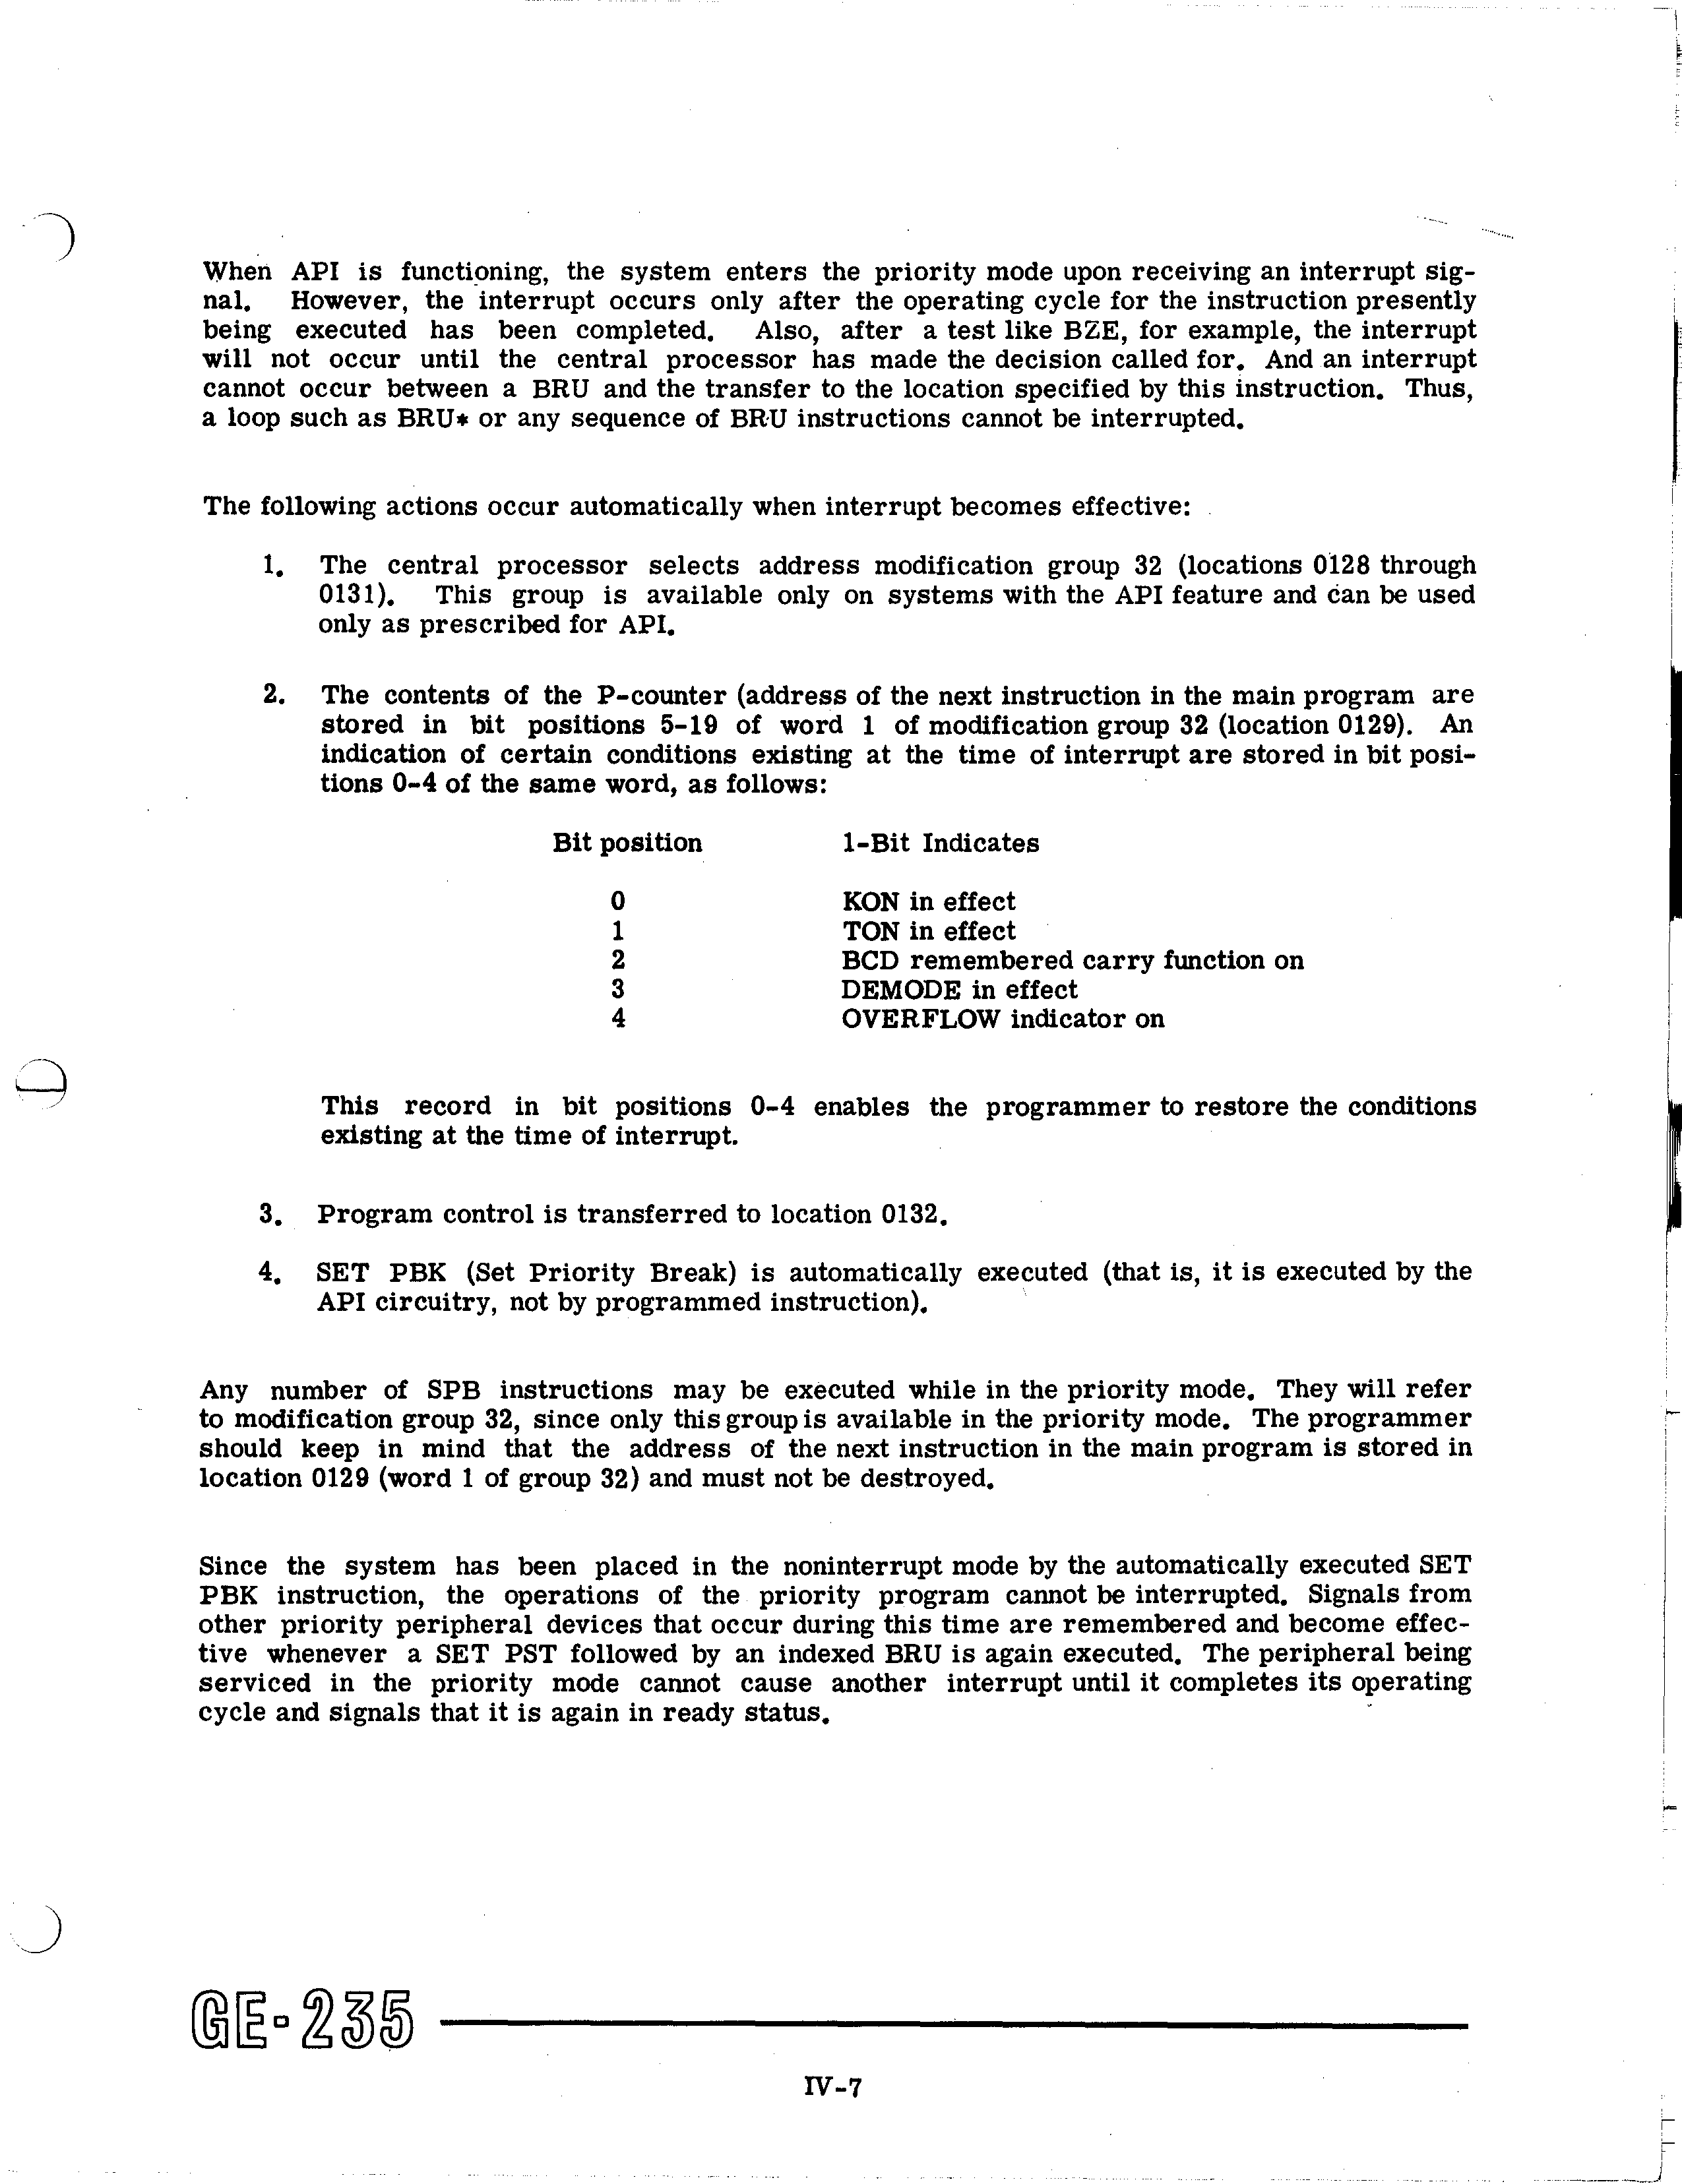 When API is functioning, the system enters the priority mode upon receiving an interrupt sig-
nal. However, the interrupt occurs only after the operating cycle for the instruction presently
being executed has been completed. Also, after a test like BZE, for example, the interrupt
will not occur until the central processor has made the decision called for. And an interrupt
cannot occur between a BRU and the transfer to the location specified by this instruction. Thus,
a loop such as BRU* or any sequence of BRU instructions cannot be interrupted.
The following actions occur automatically when interrupt becomes effective:
1. The central processor selects address modification group 32 (locations 0128 through
0131). This group is available only on systems with the API feature and can be used
only as prescribed for API.
2. The contents of the P-counter (address of the next instruction in the main program are
stored in bit positions 5-19 of word 1 of modification group 32 (location 0129). An
indication of certain conditions existing at the time of interrupt are stored in bit posi-
tions 0-4 of the same word, as follows:
Bit position 1-Bit Indicates
0 KON in effect
1 TON in effect
2 BCD remembered carry function on
3 DEMODE in effect
4 OVERFLOW indicator on
This record in bit positions 0-4 enables the programmer to restore the conditions
existing at the time of interrupt.
3. Program control is transferred to location 0132.
4. SET PBK (Set Priority Break) is automatically executed (that is, it is executed by the
API circuitry, not by programmed instruction).
Any number of SPB instructions may be executed while in the priority mode. They will refer
to modification group 32, since only this group is available in the priority mode. The programmer
should keep in mind that the address of the next instruction in the main program is stored in
location 0129 (word 1 of group 32) and must not be destroyed.
Since the system has been placed in the noninterrupt mode by the automatically executed SET
PBK instruction, the operations of the priority program cannot be interrupted. Signals from
other priority peripheral devices that occur during this time are remembered and become effec-
tive whenever a SET PST followed by an indexed BRU is again executed. The peripheral being
serviced in the priority mode cannot cause another interrupt until it completes its operating
cycle and signals that it is again in ready status.
GE-235
IV-7